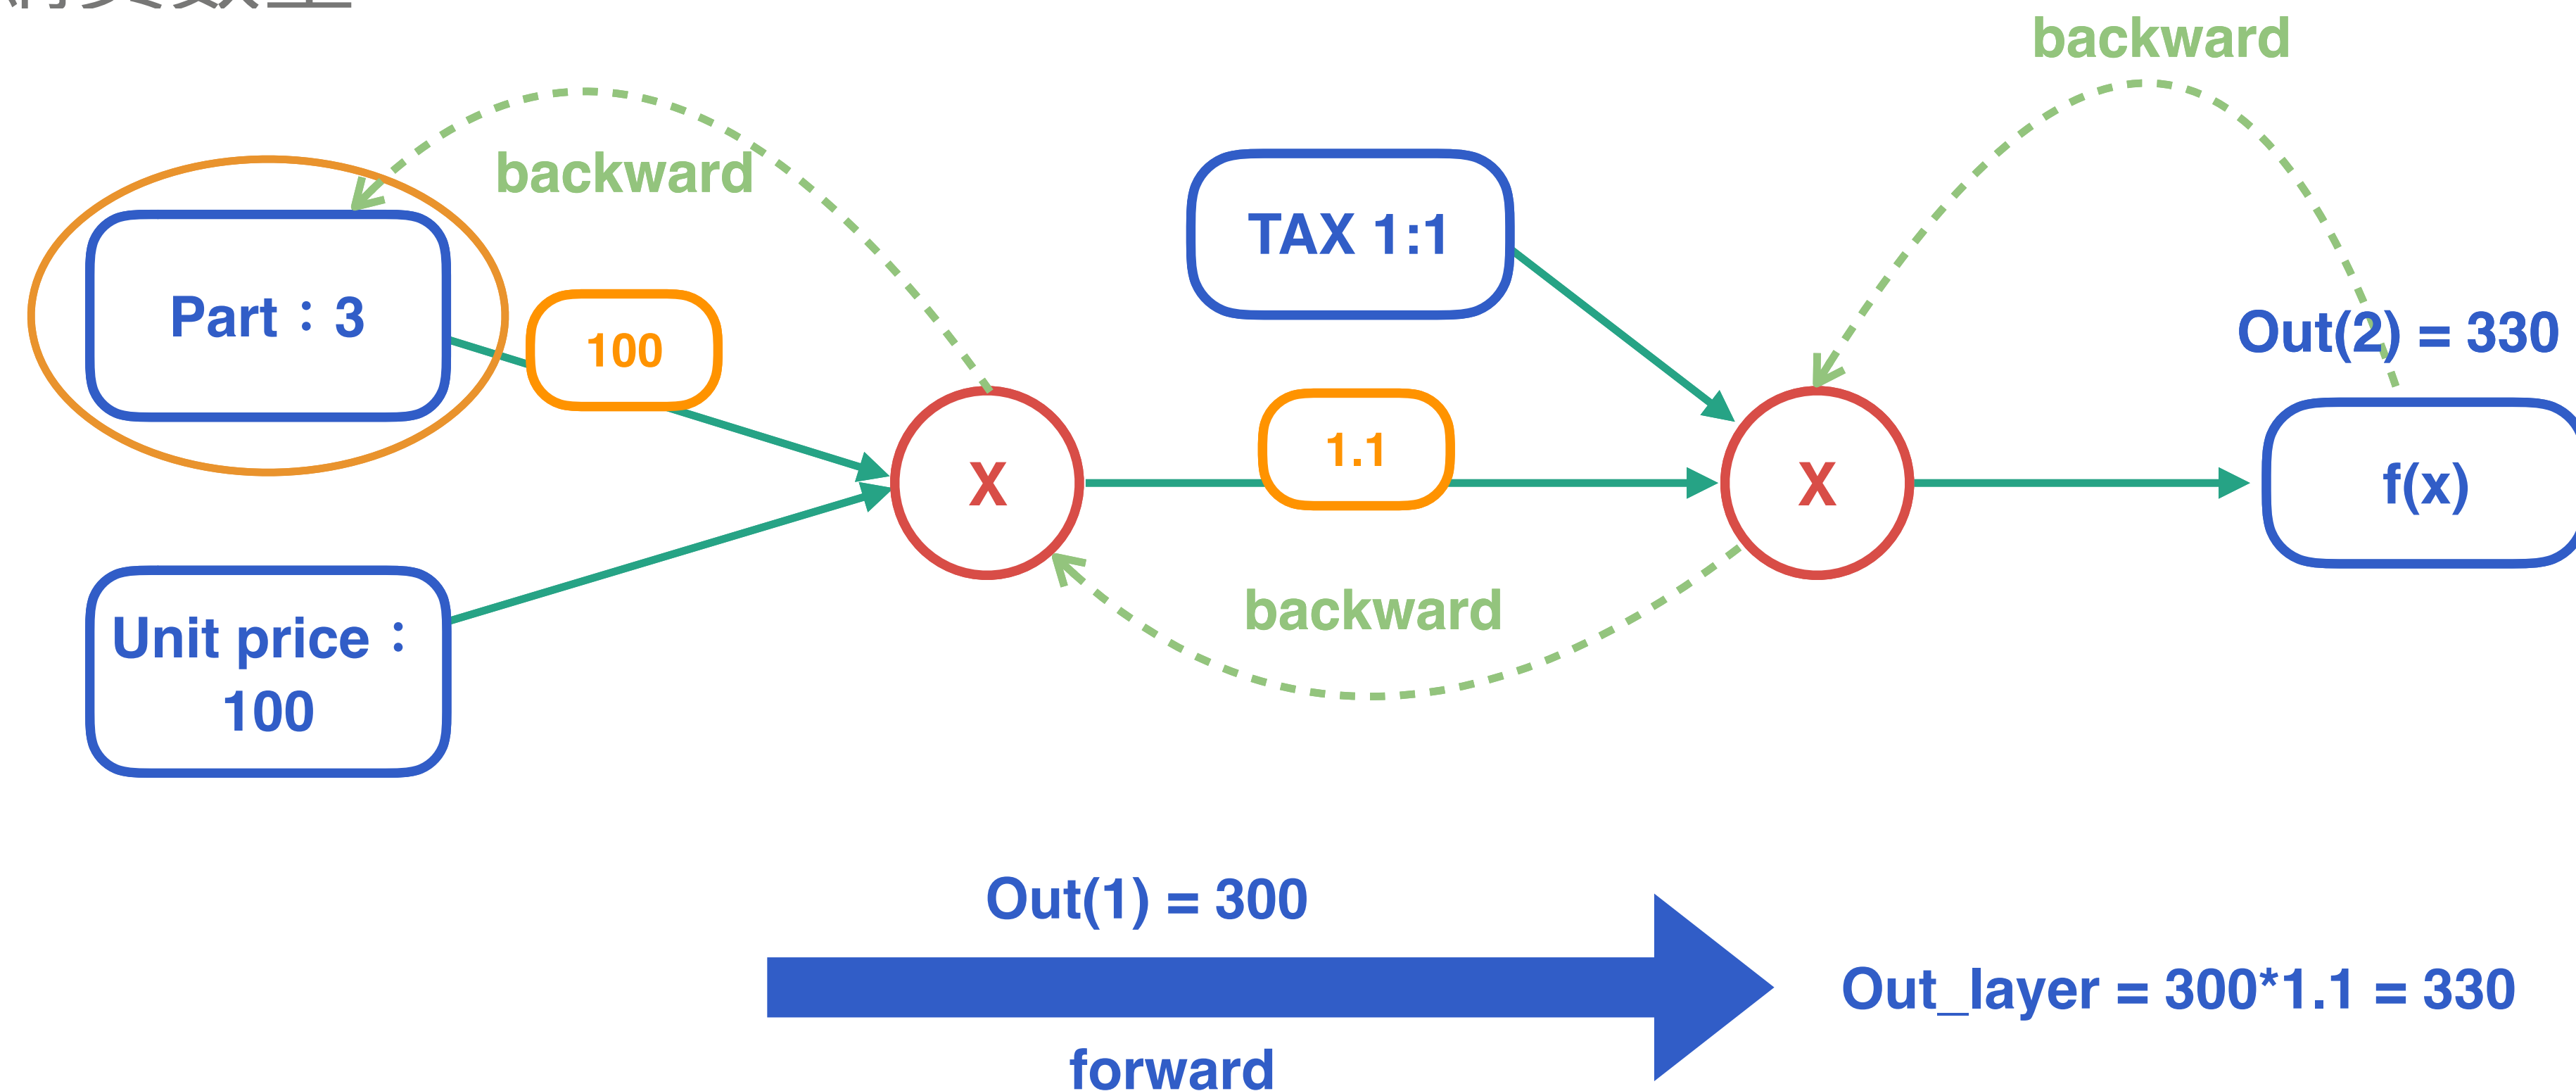 backward
backward
Part：3
100
TAX 1:1
Out(2) = 330
1.1
X
X
f(x)
backward
Unit price：
100
Out(1) = 300
Out_layer = 300*1.1 = 330
forward